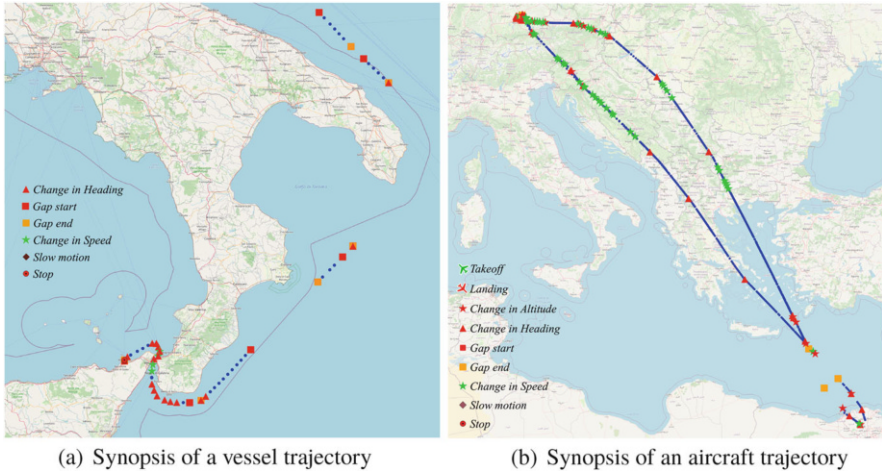 Change in Heading
Gap start
Gap end
Change in Speed
Slow motion
Stop
Takeoff
Landing
Change in Altitude
Change in Heading
Gap start
Gap end
Change in Speed
Slow motion
Stop
(a) Synopsis of a vessel trajectory
(b) Synopsis of an aircraft trajectory